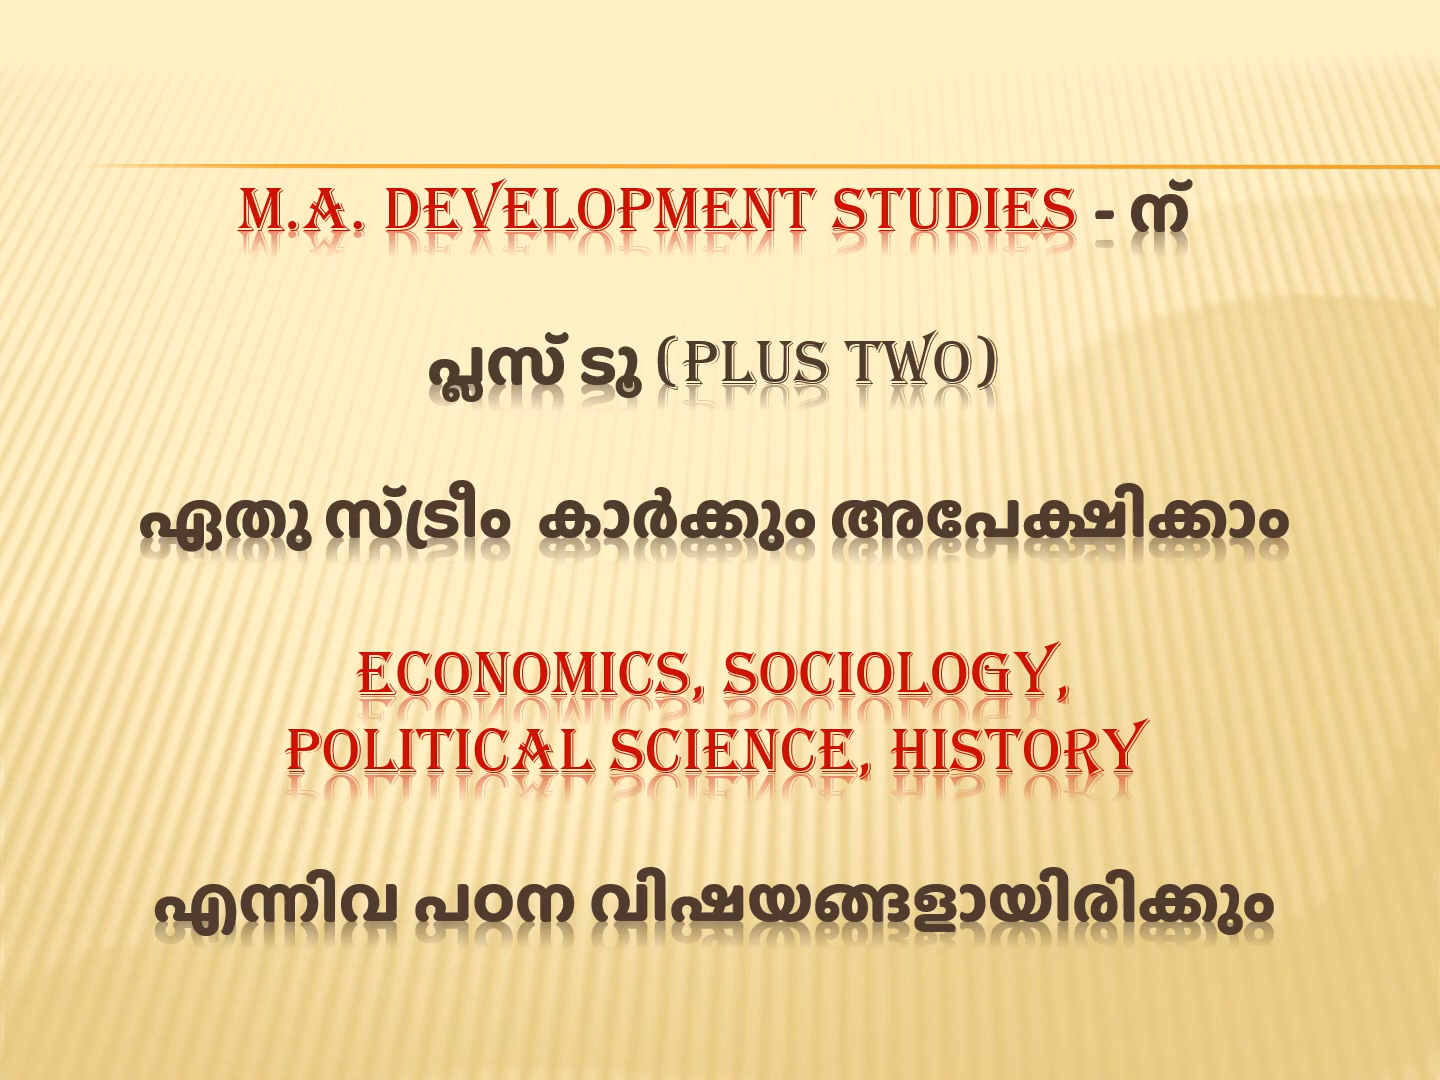 M.A. DEVELOPMENT STUDIES - ന്
പ്ലസ് ടൂ (PLUS TWO)
ഏതു സ്ട്രീം കാർക്കും അപേക്ഷിക്കാം
ECONOMICS, SOCIOLOGY,
POLITICAL SCIENCE, HISTORY
എന്നിവ പഠന വിഷയങ്ങളായിരിക്കും